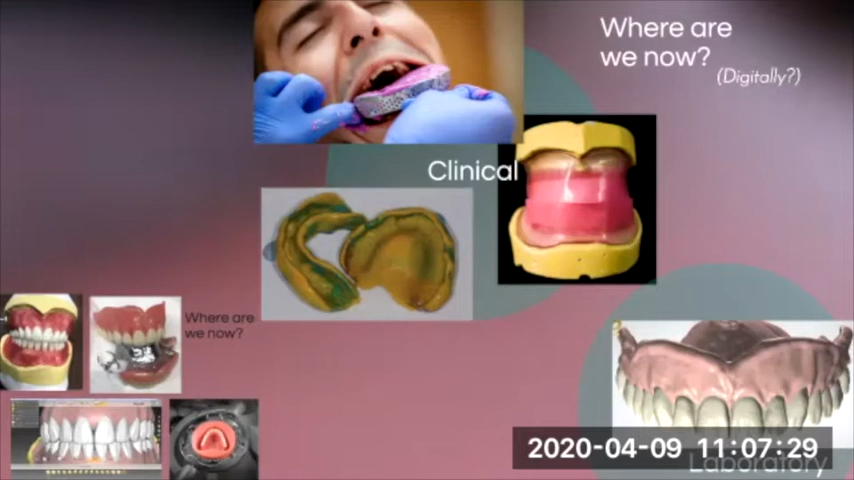 Where are
we now?
(Digitally?)
Clinical
Where are
we now?
2020-04-09 11:07:29
Laboratory